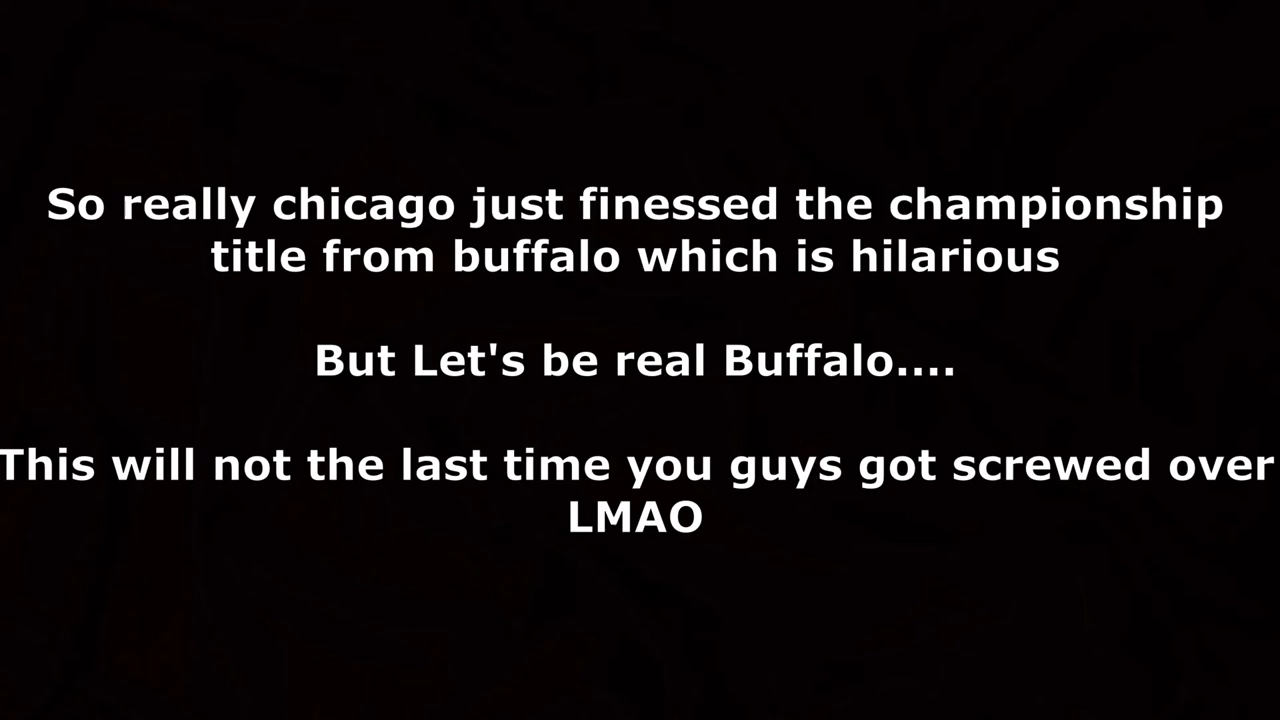 So really chicago just finessed the championship
title from buffalo which is hilarious
But Let's be real Buffalo....
This will not the last time you guys got screwed over
LMAO